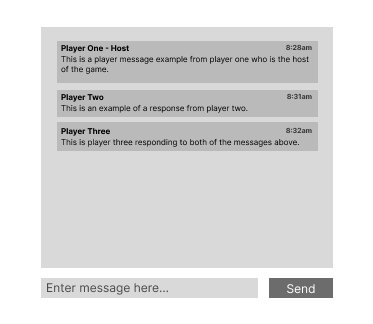 Player One - Host 8:28am
This is a player message example from player one who is the host
of the game.
Player Two 8:31am
This is an example of a response from player two.
Player Three 8:32am
This is player three responding to both of the messages above.
Enter message here... Send